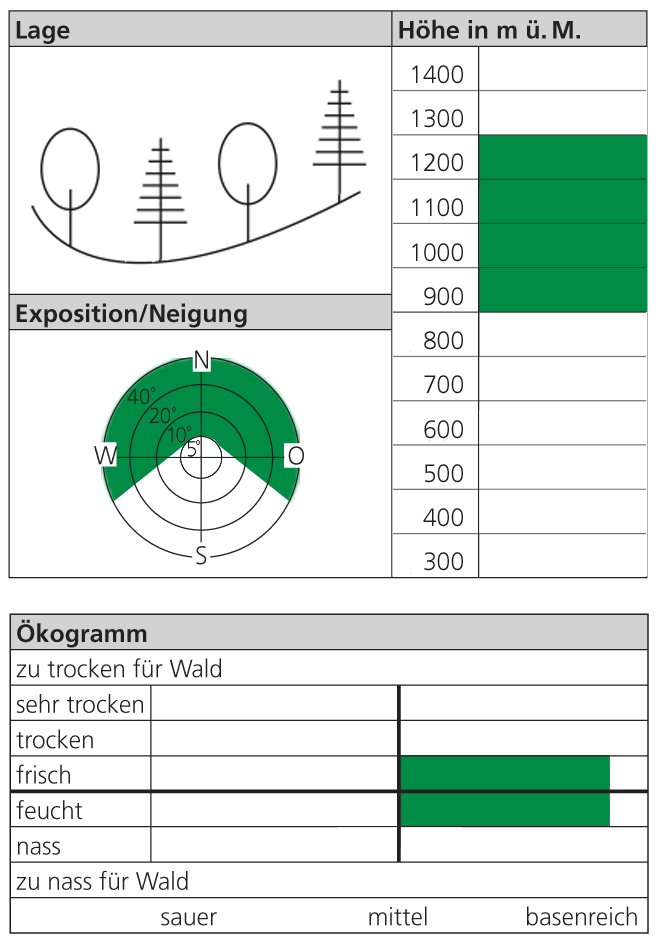 Lage
Höhe in m ü. M.
1400
1300
1200
1100
1000
900
800
700
600
500
400
300
Exposition/Neigung
N
40°
20°
10°
5°
W
O
S
Ökogramm
zu trocken für Wald
sehr trocken
trocken
frisch
feucht
nass
zu nass für Wald
sauer mittel basenreich